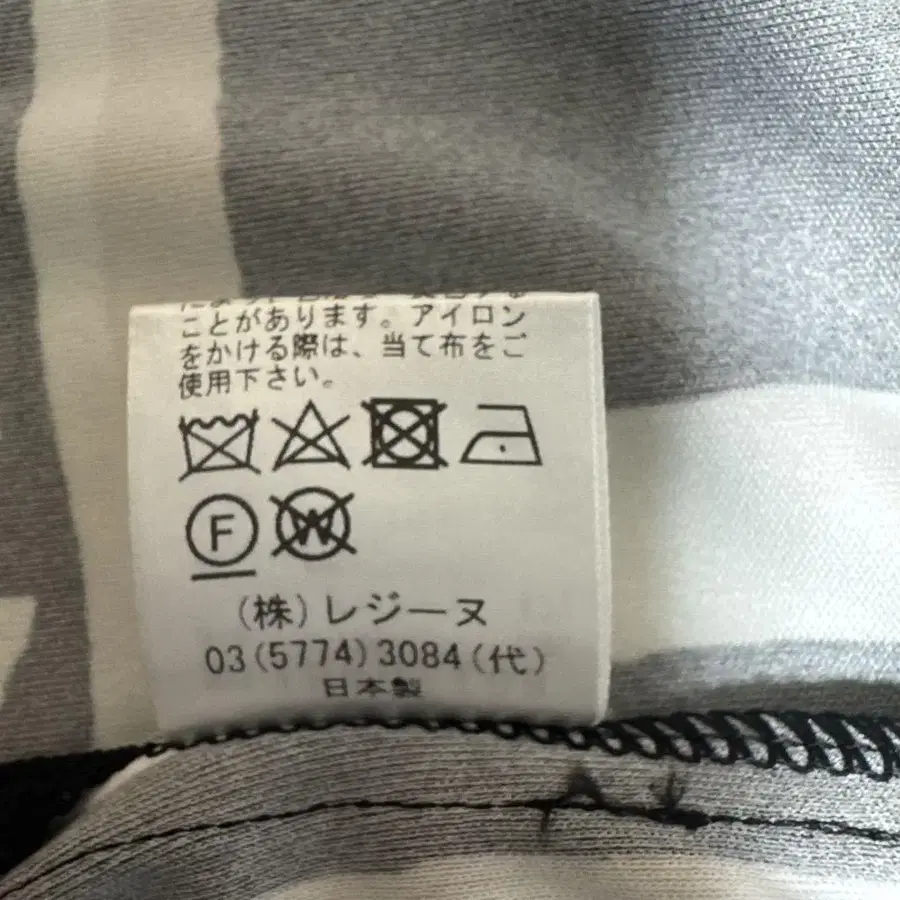 ことがあります。アイロン
をかける際は、当て布をご
使用下さい。
F W
(株)レジーヌ
03(5774)3084(代)
日本製